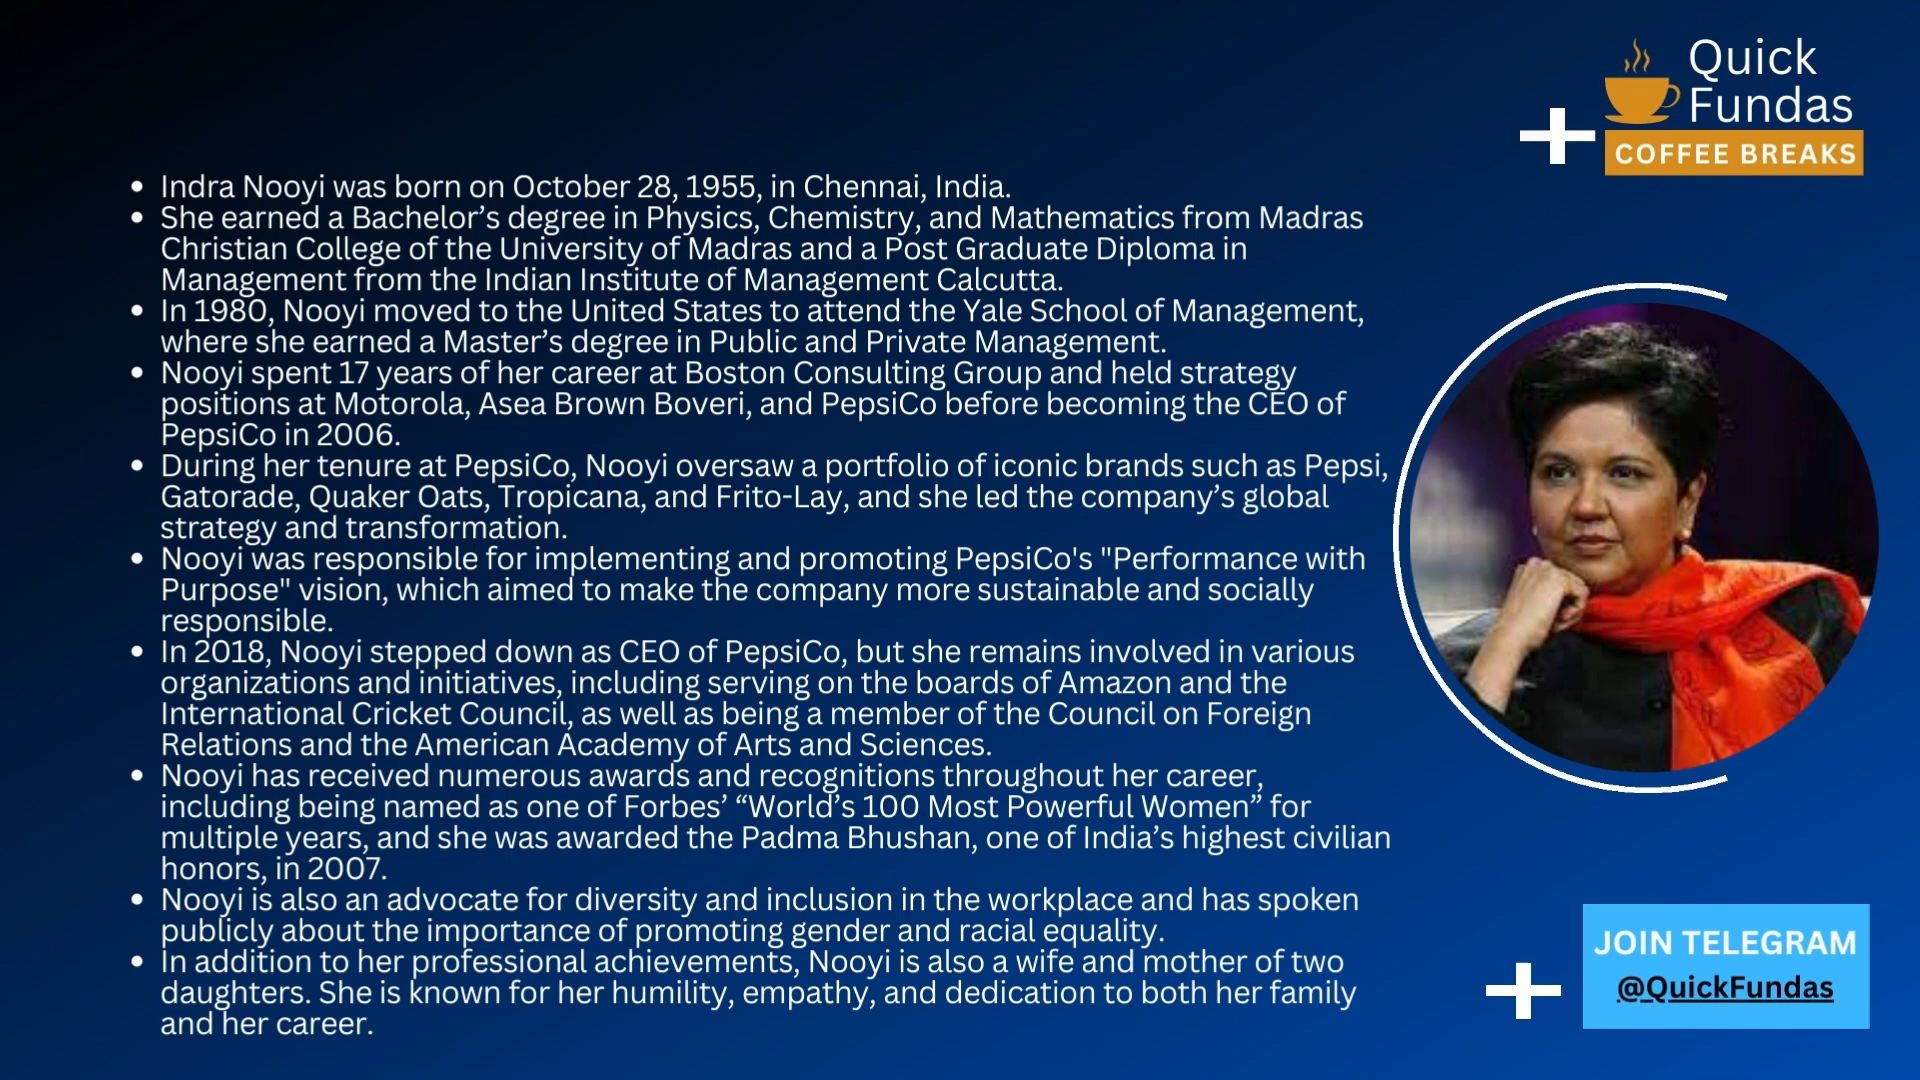 Quick
Fundas
COFFEE BREAKS
• Indra Nooyi was born on October 28, 1955, in Chennai, India.
• She earned a Bachelor’s degree in Physics, Chemistry, and Mathematics from Madras
Christian College of the University of Madras and a Post Graduate Diploma in
Management from the Indian Institute of Management Calcutta.
• In 1980, Nooyi moved to the United States to attend the Yale School of Management,
where she earned a Master’s degree in Public and Private Management.
• Nooyi spent 17 years of her career at Boston Consulting Group and held strategy
positions at Motorola, Asea Brown Boveri, and PepsiCo before becoming the CEO of
PepsiCo in 2006.
• During her tenure at PepsiCo, Nooyi oversaw a portfolio of iconic brands such as Pepsi,
Gatorade, Quaker Oats, Tropicana, and Frito-Lay, and she led the company’s global
strategy and transformation.
• Nooyi was responsible for implementing and promoting PepsiCo's "Performance with
Purpose" vision, which aimed to make the company more sustainable and socially
responsible.
• In 2018, Nooyi stepped down as CEO of PepsiCo, but she remains involved in various
organizations and initiatives, including serving on the boards of Amazon and the
International Cricket Council, as well as being a member of the Council on Foreign
Relations and the American Academy of Arts and Sciences.
• Nooyi has received numerous awards and recognitions throughout her career,
including being named as one of Forbes’ “World’s 100 Most Powerful Women” for
multiple years, and she was awarded the Padma Bhushan, one of India’s highest civilian
honors, in 2007.
• Nooyi is also an advocate for diversity and inclusion in the workplace and has spoken
publicly about the importance of promoting gender and racial equality.
• In addition to her professional achievements, Nooyi is also a wife and mother of two
daughters. She is known for her humility, empathy, and dedication to both her family
and her career.
JOIN TELEGRAM
@QuickFundas